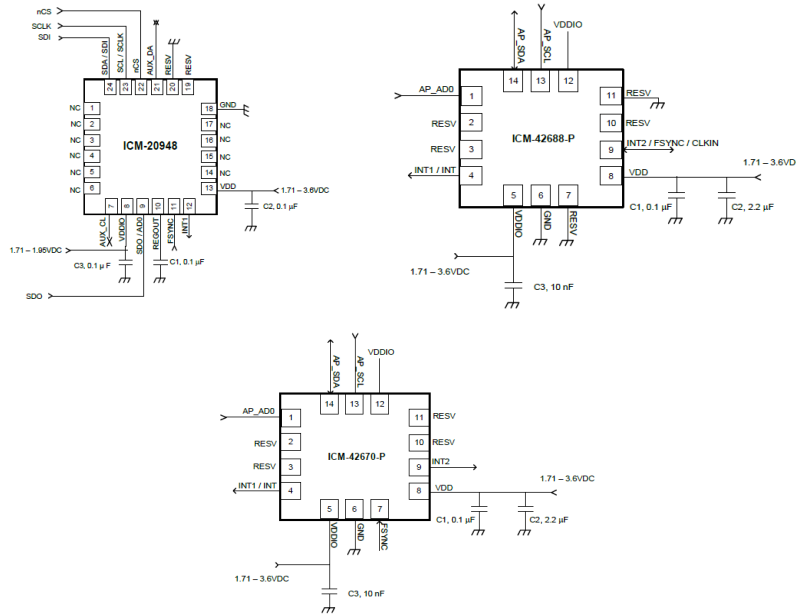 nCS
SCLK
SDI
SDA / SDI
SCL / SCLK
nCS
AUX_DA
RESV
RESV
24
23
22
21
20
19
NC 1
NC 2
NC 3
NC 4
NC 5
NC 6
ICM-20948
18 GND
17 NC
16 NC
15 NC
14 NC
13 VDD
1.71 – 3.6VDC
C2, 0.1 µF
7
8
9
10
11
12
AUX_CL
VDDIO
SDO / AD0
REGOUT
FSYNC
INT1
1.71 – 1.95VDC
C3, 0.1 µF
C1, 0.1 µF
SDO
AP_SDA
AP_SCL
VDDIO
14
13
12
AP_AD0
1
RESV 2
RESV 3
INT1 / INT
4
ICM-42688-P
11 RESV
10 RESV
9 INT2 / FSYNC / CLKIN
8 VDD
1.71 – 3.6VD
C1, 0.1 µF
C2, 2.2 µF
5
6
7
VDDIO
GND
RESV
1.71 – 3.6VDC
C3, 10 nF
AP_SDA
AP_SCL
VDDIO
14
13
12
AP_AD0
1
RESV 2
RESV 3
INT1 / INT
4
ICM-42670-P
11 RESV
10 RESV
9 INT2
8 VDD
1.71 – 3.6VDC
C1, 0.1 µF
C2, 2.2 µF
5
6
7
VDDIO
GND
FSYNC
1.71 – 3.6VDC
C3, 10 nF